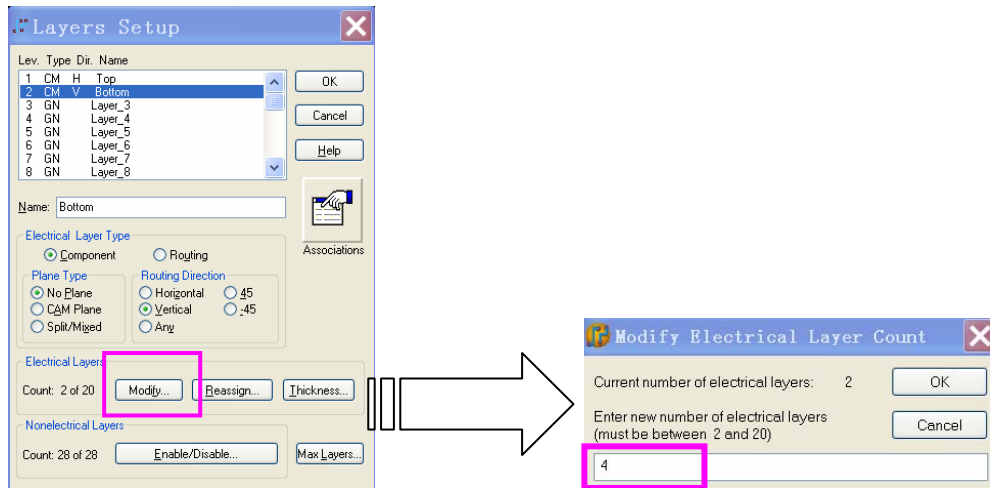 Layers Setup
Lev. Type Dir. Name
1 CM H Top
2 CM V Bottom
3 GN Layer_3
4 GN Layer_4
5 GN Layer_5
6 GN Layer_6
7 GN Layer_7
8 GN Layer_8
OK
Cancel
Help
Name: Bottom
Associations
Electrical Layer Type
Component Routing
Plane Type
No Plane
CAM Plane
Split/Mixed
Routing Direction
Horizontal 45
Vertical -45
Any
Electrical Layers
Count: 2 of 20 Modify... Reassign... Thickness...
Nonelectrical Layers
Count: 28 of 28 Enable/Disable... Max Layers...
Modify Electrical Layer Count
Current number of electrical layers: 2 OK
Enter new number of electrical layers
(must be between 2 and 20)
Cancel
4